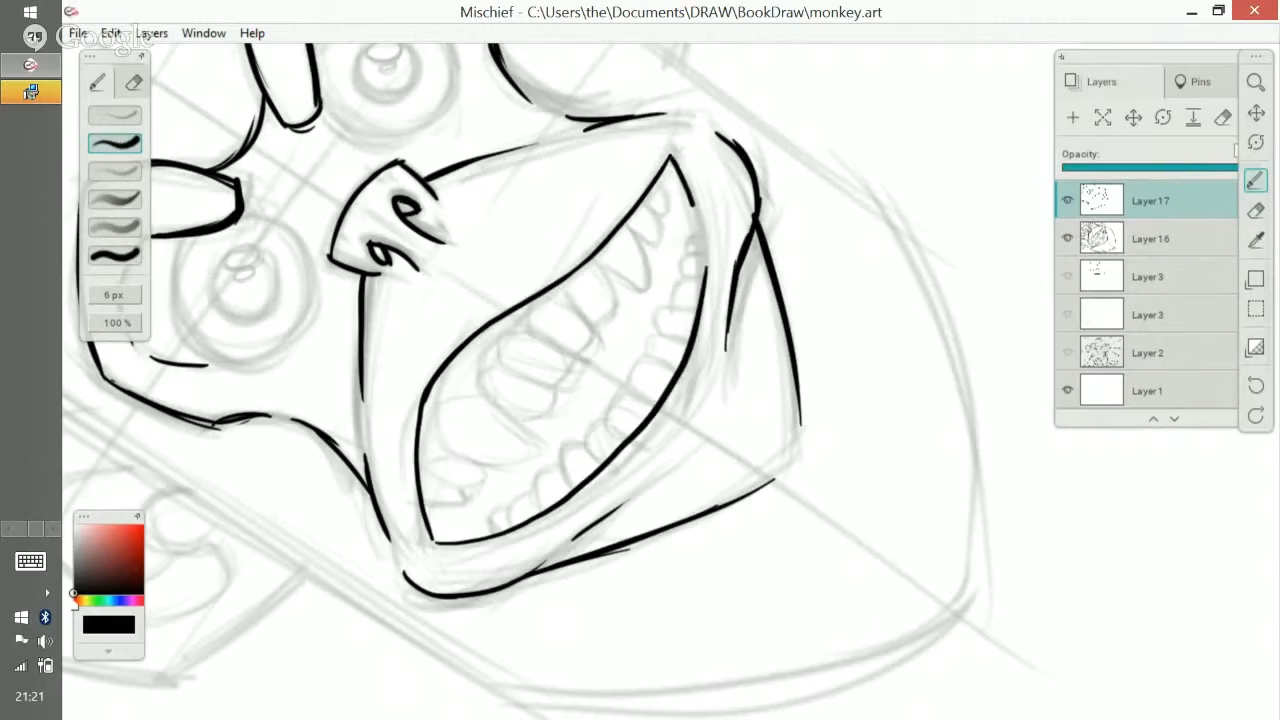 Mischief - C:\Users\the\Documents\DRAW\BookDraw\monkey.art
File Edit Layers Window Help
Google
Layers Pins
Opacity:
Layer 17
Layer 16
Layer 3
Layer 3
Layer 2
Layer 1
6 px
100 %
21:21